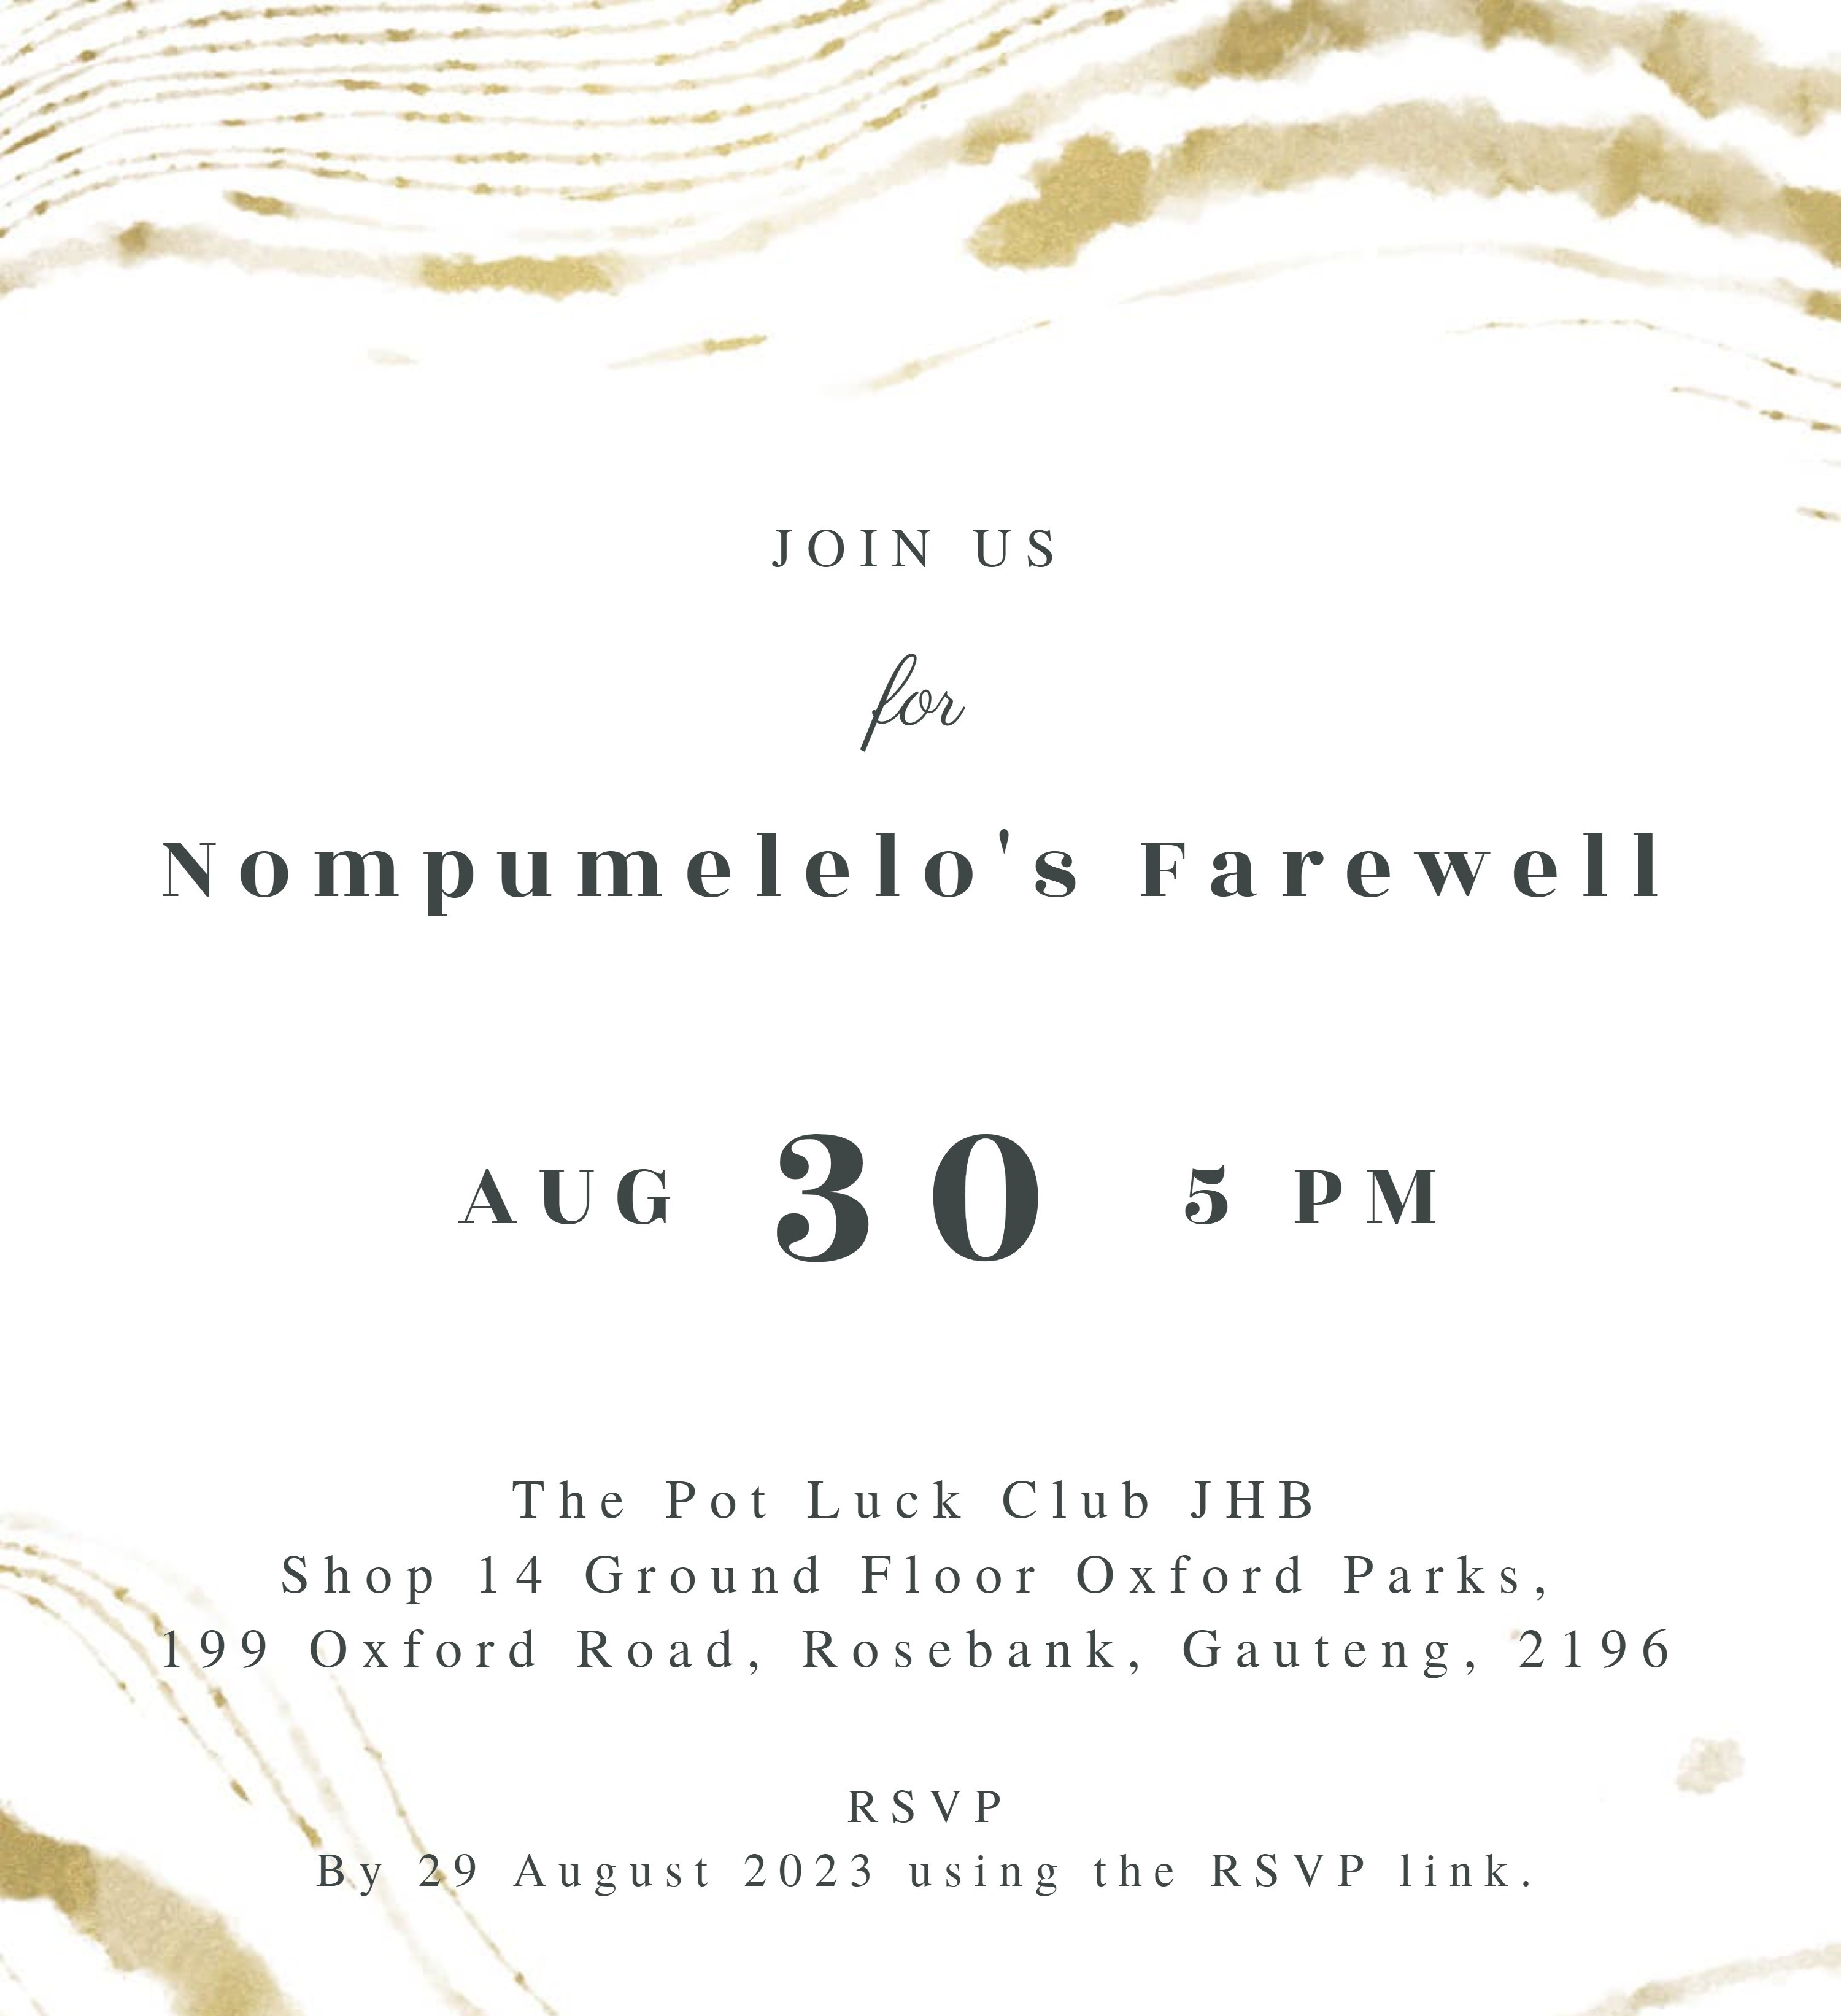 JOIN US
for
Nompumelelo's Farewell
AUG 30 5 PM
The Pot Luck Club JHB
Shop 14 Ground Floor Oxford Parks,
199 Oxford Road, Rosebank, Gauteng, 2196
RSVP
By 29 August 2023 using the RSVP link.